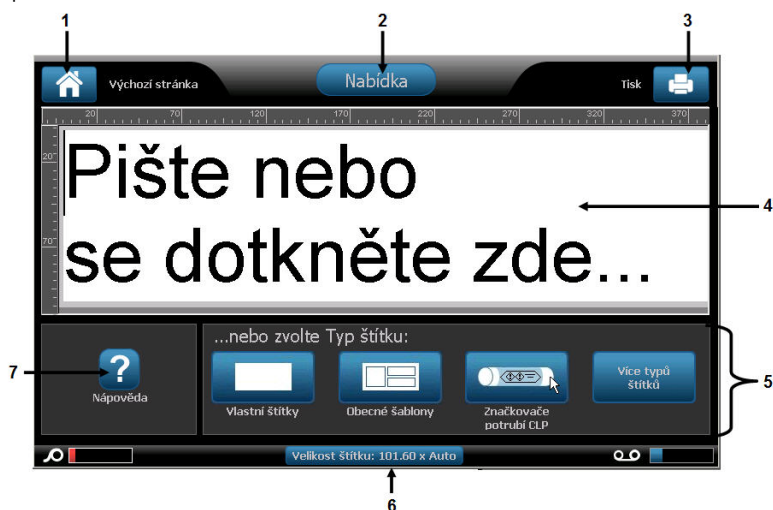 1
2
3
Výchozí stránka
Nabídka
Tisk
20 70 120 170 220 270 320 370
20
70
Pište nebo
se dotkněte zde...
4
...nebo zvolte Typ štítku:
5
7
?
Nápověda
Vlastní štítky
Obecné šablony
Značkovače
potrubí CLP
Více typů
štítků
Velikost štítku: 101.60 x Auto
6